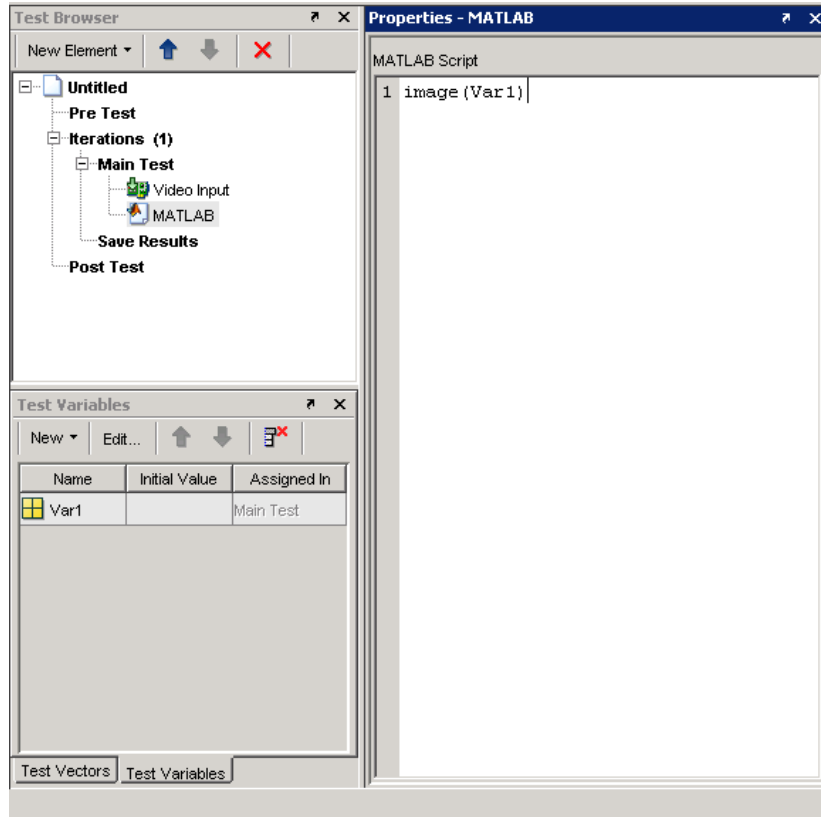 Test Browser
New Element
Untitled
Pre Test
Iterations (1)
Main Test
Video Input
MATLAB
Save Results
Post Test
Test Variables
New Edit...
Name Initial Value Assigned In
Var1 Main Test
Test Vectors Test Variables
Properties - MATLAB
MATLAB Script
1 image(Var1)